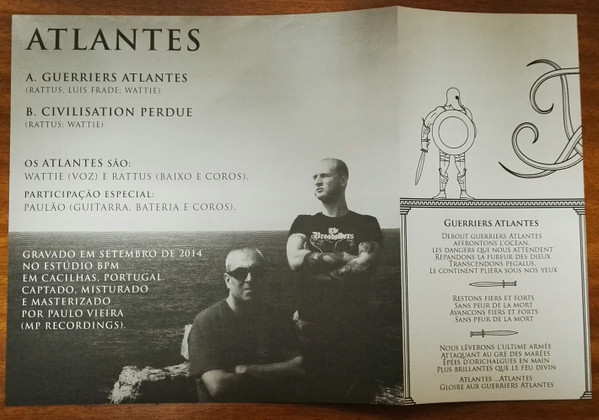 ATLANTES
A. GUERRIERS ATLANTES
(RATTUS, LUIS FRADE; WATTIE)
B. CIVILISATION PERDUE
(RATTUS; WATTIE)
OS ATLANTES SÃO:
WATTIE (VOZ) E RATTUS (BAIXO E COROS).
PARTICIPAÇÃO ESPECIAL:
PAULÃO (GUITARRA, BATERIA E COROS).
GRAVADO EM SETEMBRO DE 2014
NO ESTÚDIO BPM
EM CACILHAS, PORTUGAL
CAPTADO, MISTURADO
E MASTERIZADO
POR PAULO VIEIRA
(MP RECORDINGS).
GUERRIERS ATLANTES
DEBOUT GUERRIERS ATLANTES
AFFRONTONS L'OCEAN,
LES DANGERS QUI NOUS ATTENDENT
REPANDONS LA FUREUR DES DIEUX
TRANSCENDONS PEGALUS,
LE CONTINENT PLIERA SOUS NOS YEUX
RESTONS FIERS ET FORTS
SANS PEUR DE LA MORT
AVANCONS FIERS ET FORTS
SANS PEUR DE LA MORT
NOUS LÈVERONS L'ULTIME ARMÉE
ATTAQUANT AU GRÉ DES MARÉES
EPÉES D'ORICHALQUES EN MAIN
PLUS BRILLANTES QUE LE FEU DIVIN
ATLANTES ...ATLANTES
GLOIRE AUX GUERRIERS ATLANTES